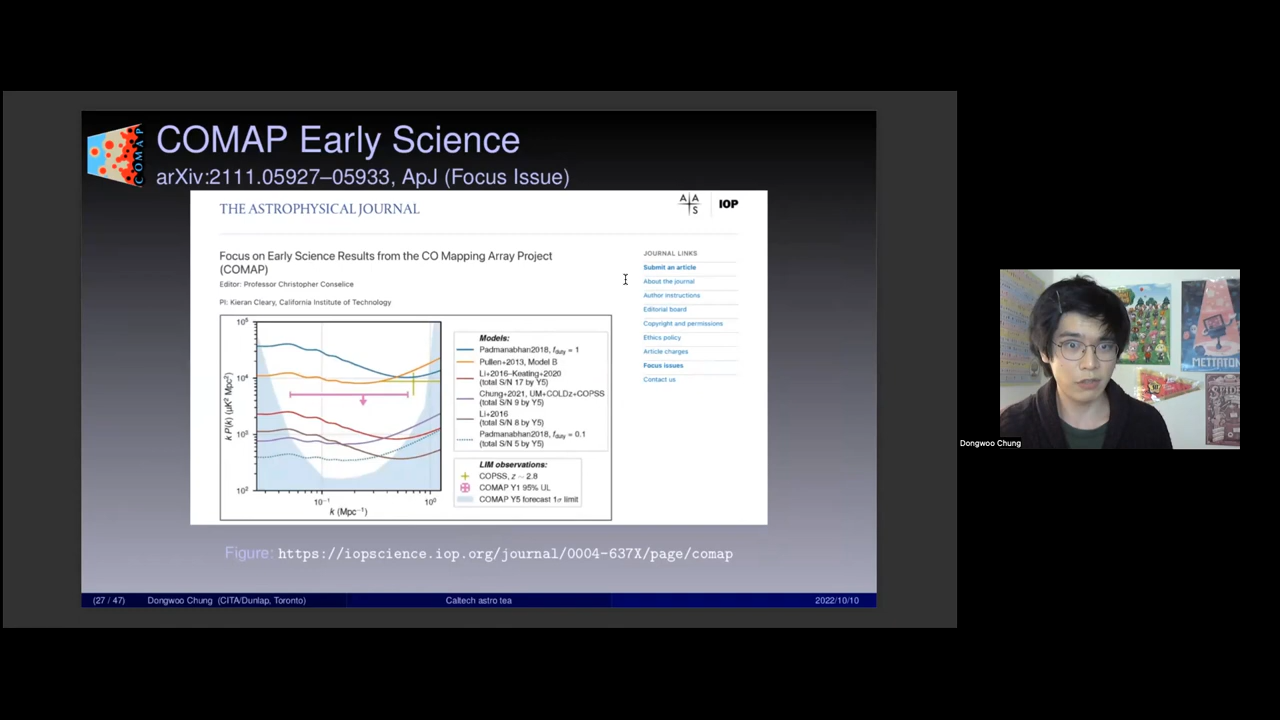 COMAP
COMAP Early Science
arXiv:2111.05927–05933, ApJ (Focus Issue)
THE ASTROPHYSICAL JOURNAL
A A
S
IOP
Focus on Early Science Results from the CO Mapping Array Project
(COMAP)
Editor: Professor Christopher Conselice
PI: Kieran Cleary, California Institute of Technology
JOURNAL LINKS
Submit an article
About the journal
Author instructions
Editorial board
Copyright and permissions
Ethics policy
Article charges
Focus issues
Contact us
10⁵
10⁴
10³
10²
k P(k) (μK² Mpc²)
10⁻¹
10⁰
k (Mpc⁻¹)
Models:
Padmanabhan2018, f_duty = 1
Pullen+2013, Model B
Li+2016–Keating+2020
(total S/N 17 by Y5)
Chung+2021, UM+COLDz+COPSS
(total S/N 9 by Y5)
Li+2016
(total S/N 8 by Y5)
Padmanabhan2018, f_duty = 0.1
(total S/N 5 by Y5)
LIM observations:
COPSS, z ~ 2.8
COMAP Y1 95% UL
COMAP Y5 forecast 1σ limit
Figure: https://iopscience.iop.org/journal/0004-637X/page/comap
(27 / 47) Dongwoo Chung (CITA/Dunlap, Toronto) Caltech astro tea 2022/10/10
METTATON
Dongwoo Chung